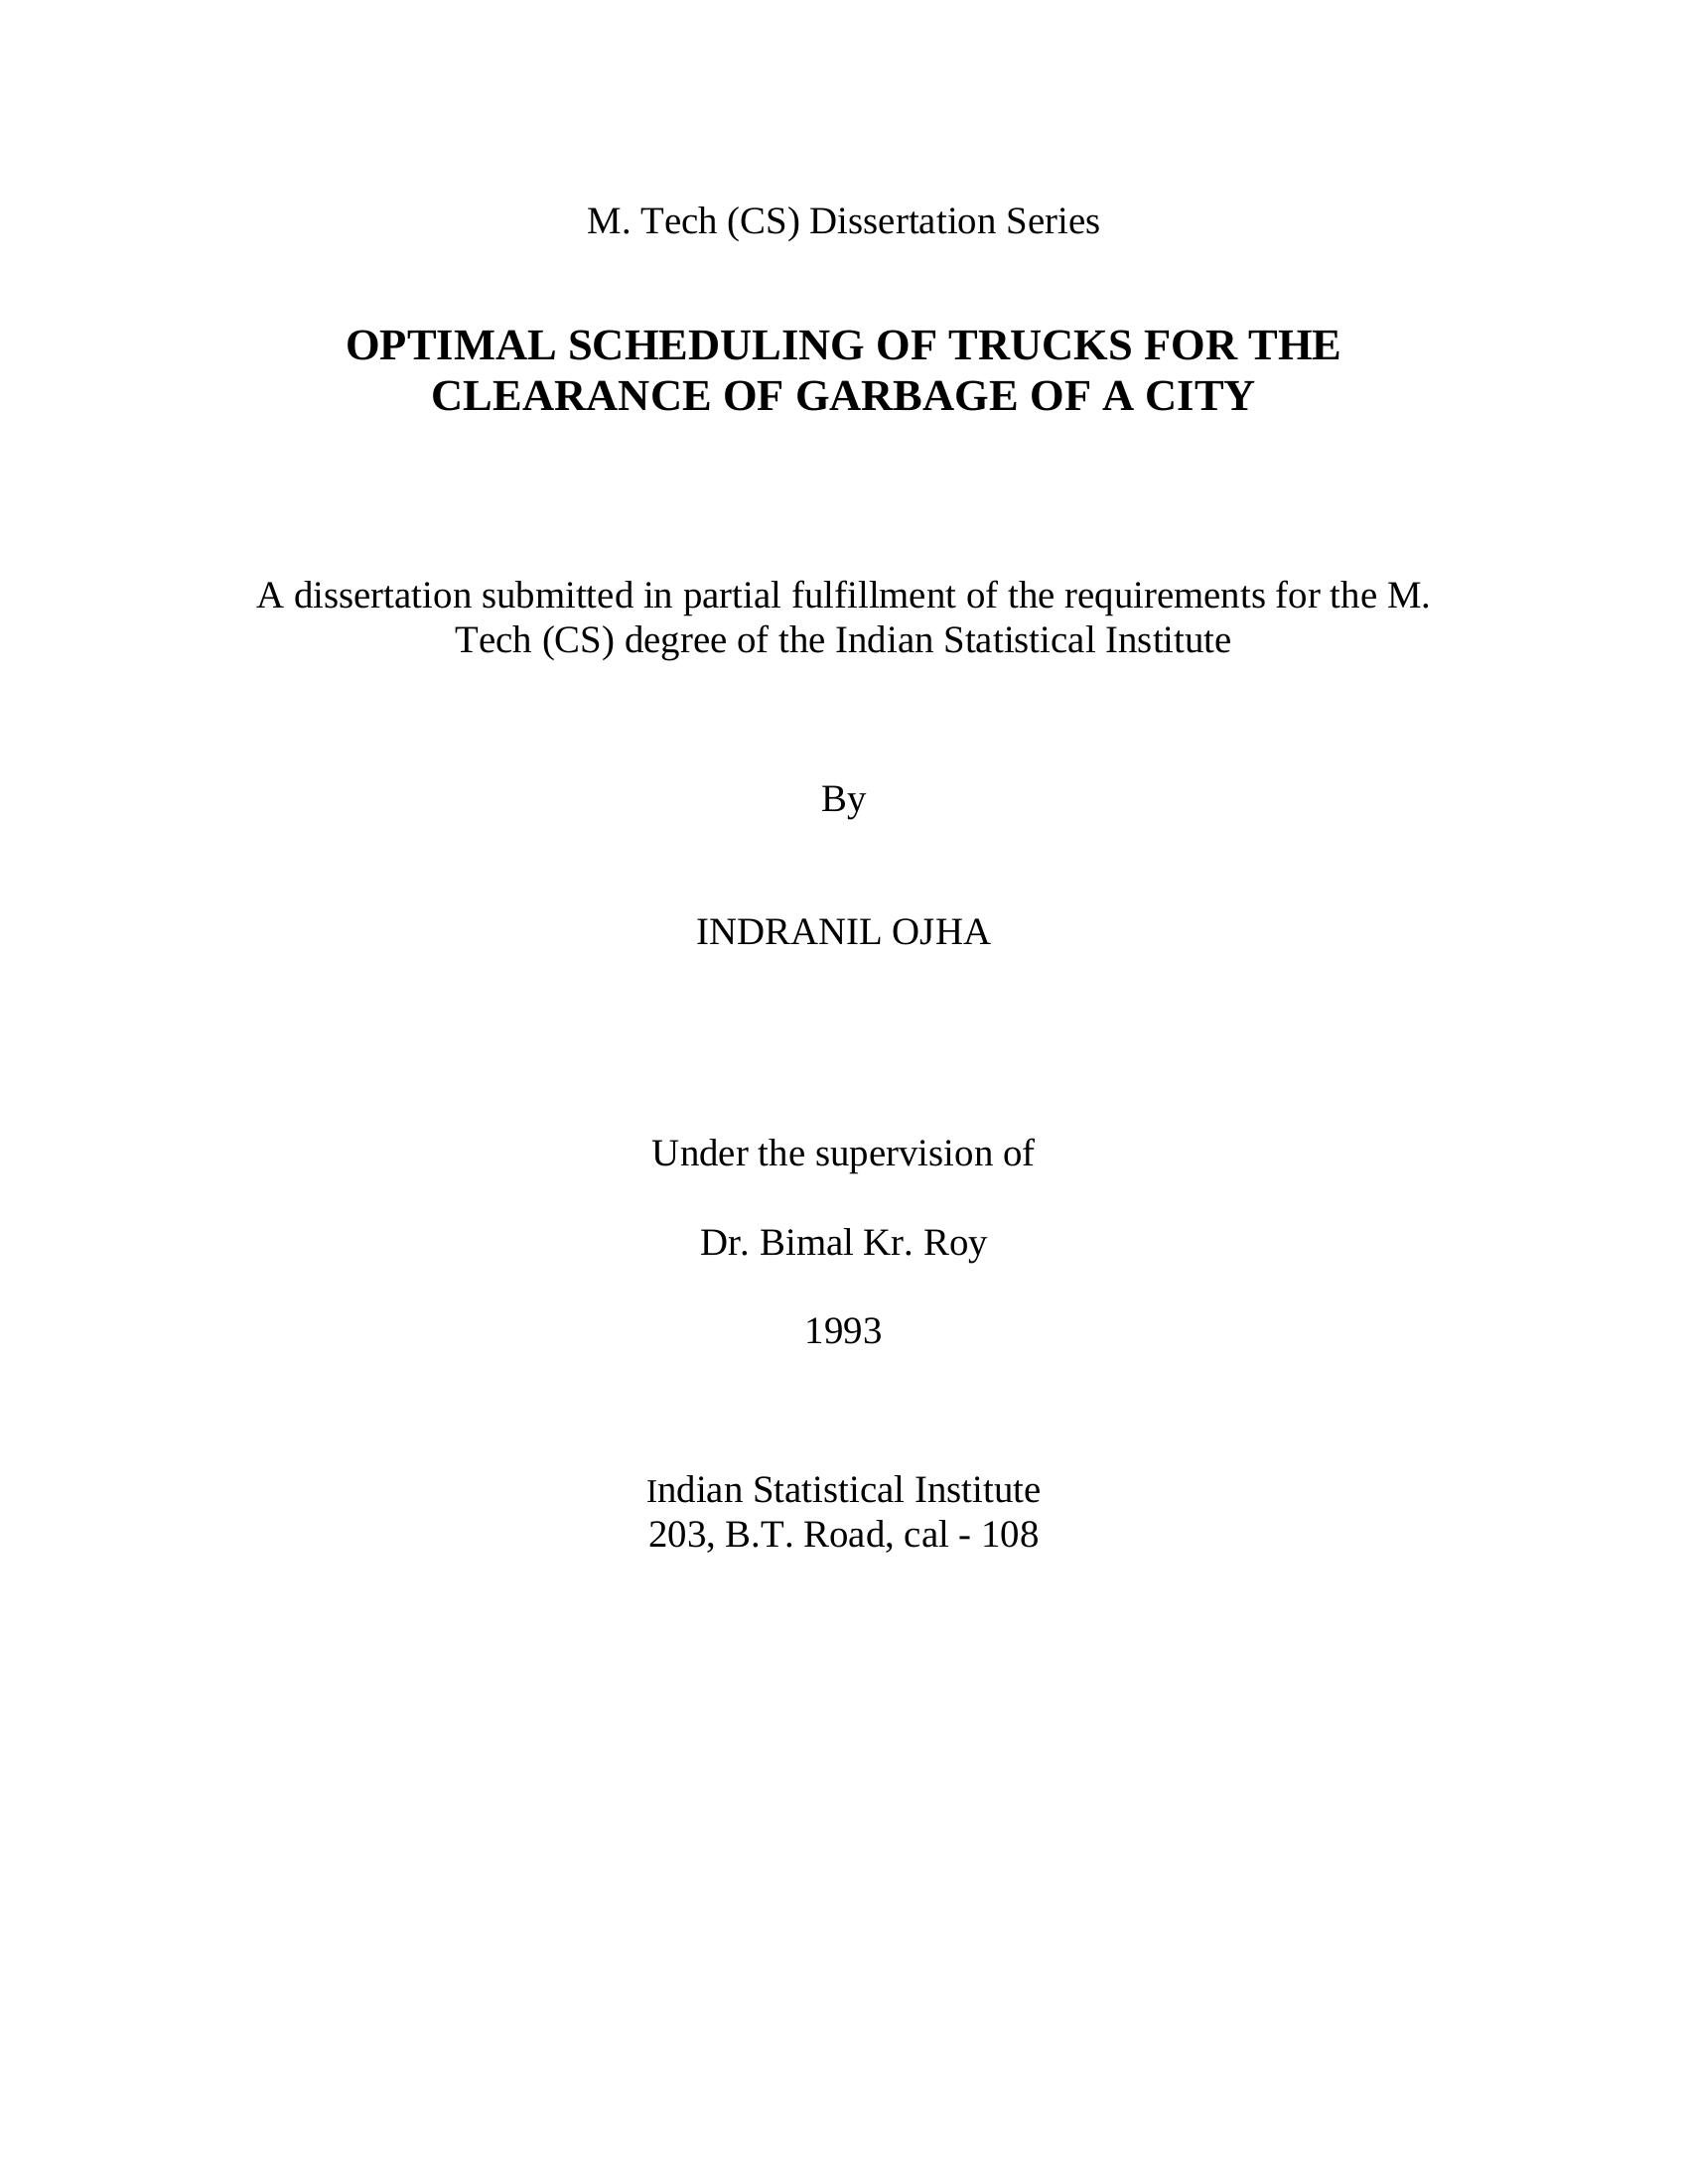 M. Tech (CS) Dissertation Series
OPTIMAL SCHEDULING OF TRUCKS FOR THE
CLEARANCE OF GARBAGE OF A CITY
A dissertation submitted in partial fulfillment of the requirements for the M.
Tech (CS) degree of the Indian Statistical Institute
By
INDRANIL OJHA
Under the supervision of
Dr. Bimal Kr. Roy
1993
Indian Statistical Institute
203, B.T. Road, cal - 108